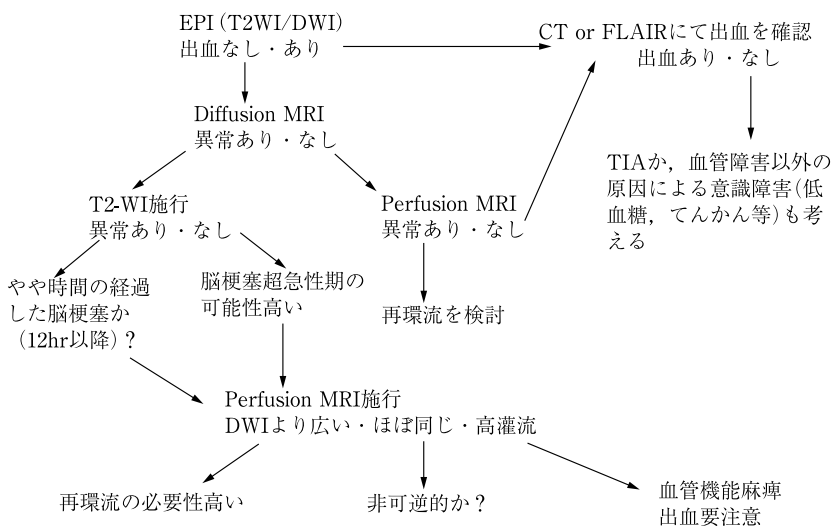 EPI (T2WI/DWI)
出血なし・あり
CT or FLAIRにて出血を確認
出血あり・なし
Diffusion MRI
異常あり・なし
TIAか，血管障害以外の
原因による意識障害(低
血糖，てんかん等)も考
える
T2-WI施行
異常あり・なし
Perfusion MRI
異常あり・なし
やや時間の経過
した脳梗塞か
(12hr以降)？
脳梗塞超急性期の
可能性高い
再環流を検討
Perfusion MRI施行
DWIより広い・ほぼ同じ・高灌流
再環流の必要性高い
非可逆的か？
血管機能麻痺
出血要注意